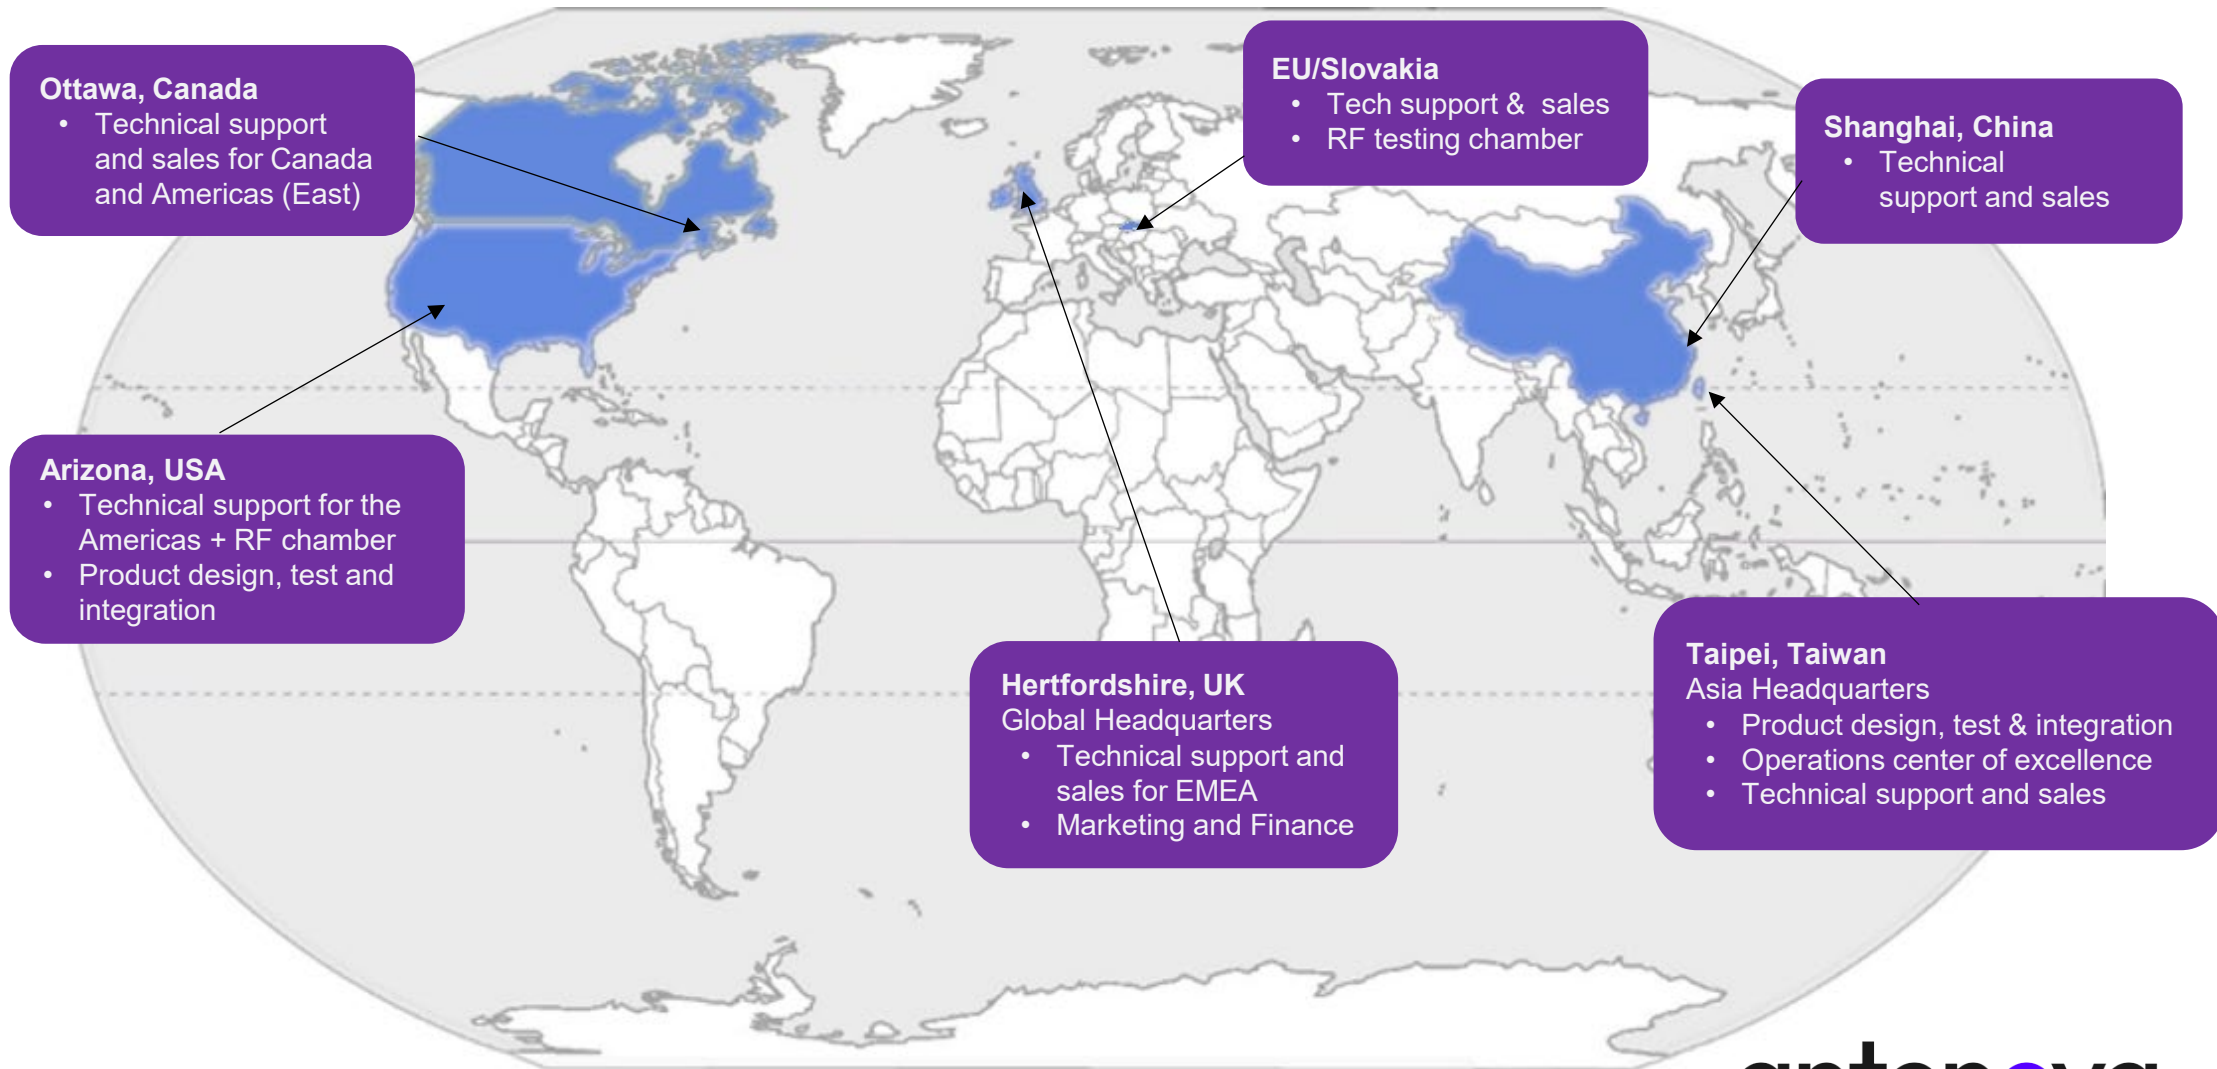 Ottawa, Canada
• Technical support
and sales for Canada
and Americas (East)
EU/Slovakia
• Tech support & sales
• RF testing chamber
Shanghai, China
• Technical
support and sales
Arizona, USA
• Technical support for the
Americas + RF chamber
• Product design, test and
integration
Hertfordshire, UK
Global Headquarters
• Technical support and
sales for EMEA
• Marketing and Finance
Taipei, Taiwan
Asia Headquarters
• Product design, test & integration
• Operations center of excellence
• Technical support and sales
antenova